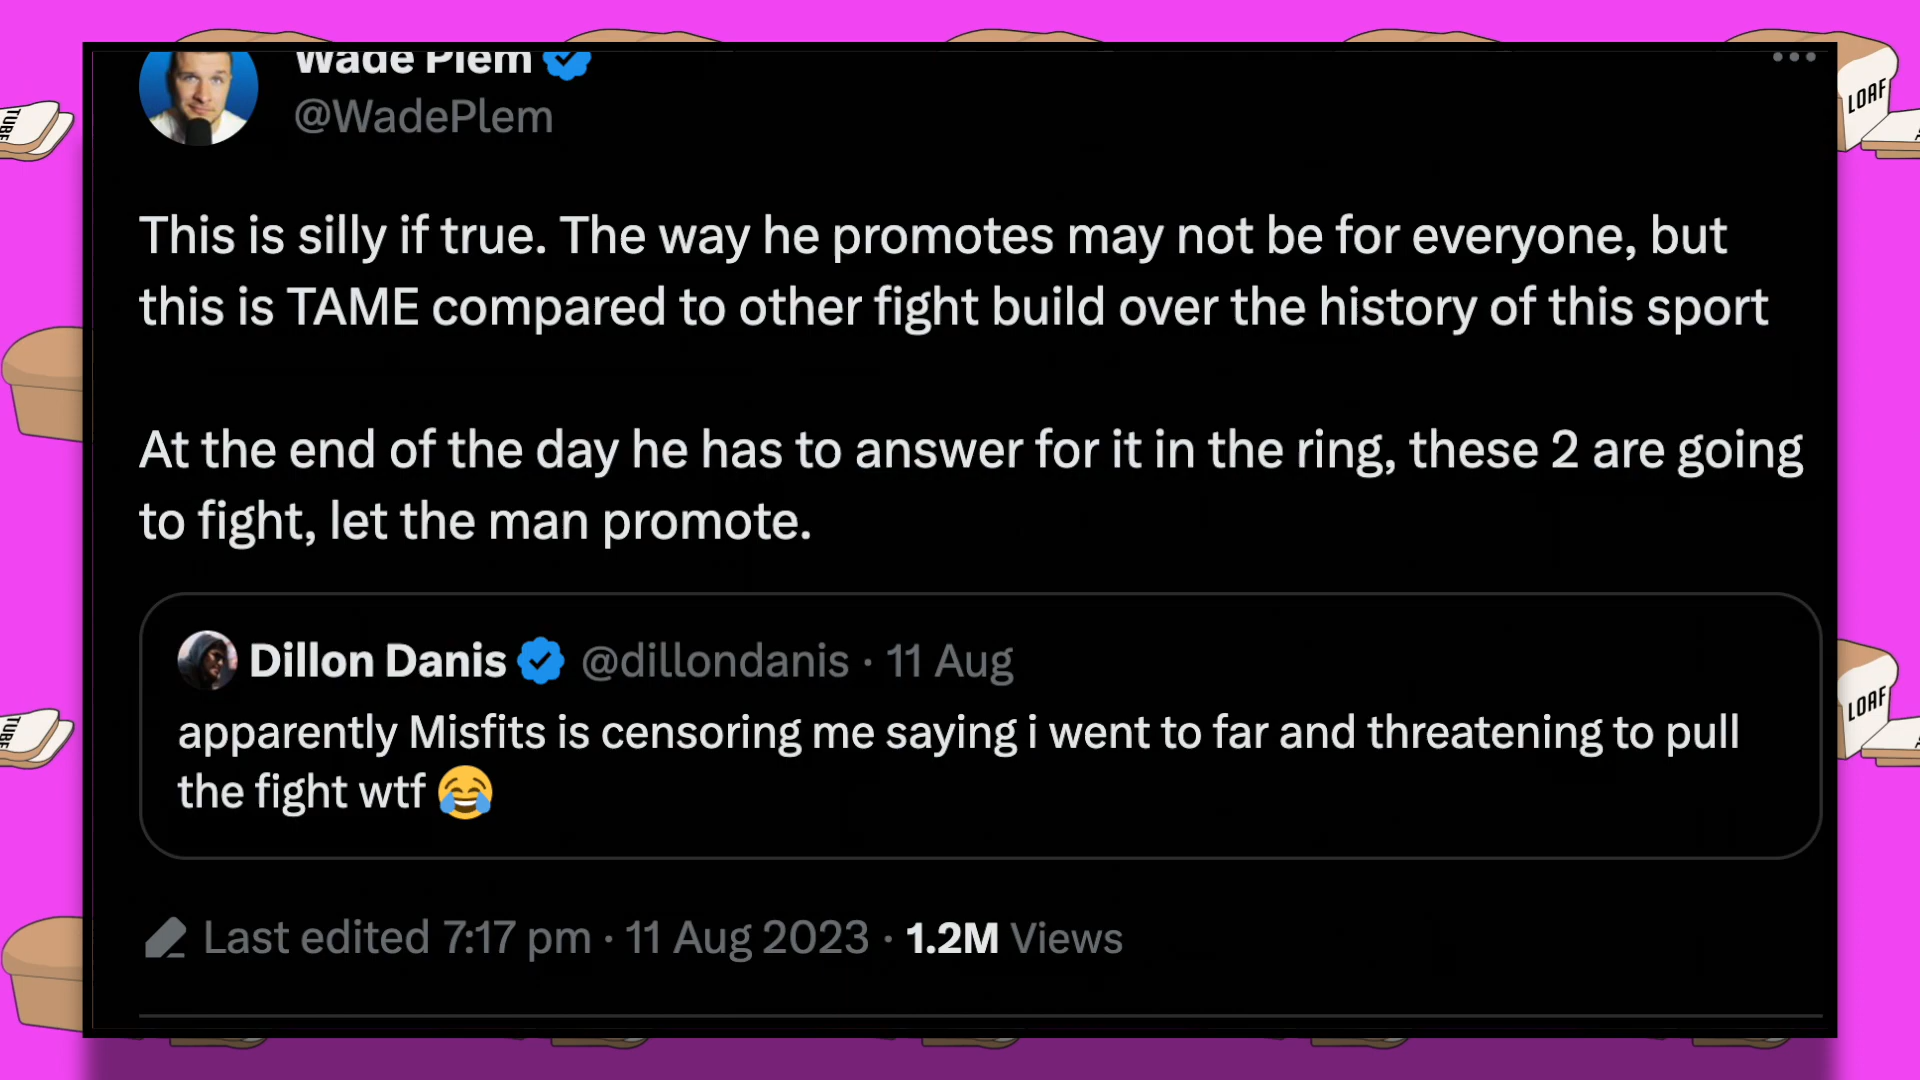 Wade Plem
@WadePlem
This is silly if true. The way he promotes may not be for everyone, but
this is TAME compared to other fight build over the history of this sport
At the end of the day he has to answer for it in the ring, these 2 are going
to fight, let the man promote.
Dillon Danis @dillondanis · 11 Aug
apparently Misfits is censoring me saying i went to far and threatening to pull
the fight wtf 😂
Last edited 7:17 pm · 11 Aug 2023 · 1.2M Views
LOAF
LOAF
TUBE
TUBE